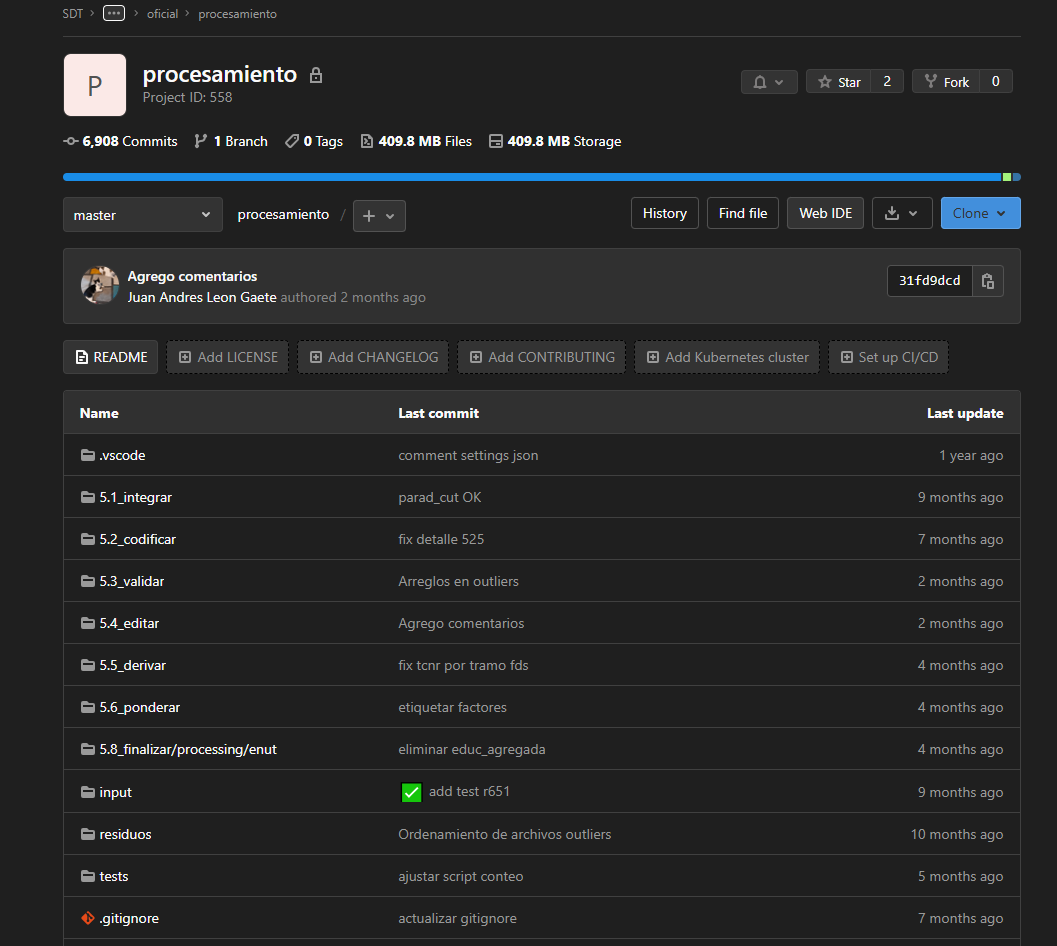 SDT > ••• > oficial > procesamiento
P
procesamiento
Project ID: 558
Star 2
Fork 0
6,908 Commits 1 Branch 0 Tags 409.8 MB Files 409.8 MB Storage
master procesamiento / + History Find file Web IDE Clone
Agrego comentarios
Juan Andres Leon Gaete authored 2 months ago
31fd9dcd
README Add LICENSE Add CHANGELOG Add CONTRIBUTING Add Kubernetes cluster Set up CI/CD
Name Last commit Last update
.vscode comment settings json 1 year ago
5.1_integrar parad_cut OK 9 months ago
5.2_codificar fix detalle 525 7 months ago
5.3_validar Arreglos en outliers 2 months ago
5.4_editar Agrego comentarios 2 months ago
5.5_derivar fix tcnr por tramo fds 4 months ago
5.6_ponderar etiquetar factores 4 months ago
5.8_finalizar/processing/enut eliminar educ_agregada 4 months ago
input ✅ add test r651 9 months ago
residuos Ordenamiento de archivos outliers 10 months ago
tests ajustar script conteo 5 months ago
.gitignore actualizar gitignore 7 months ago